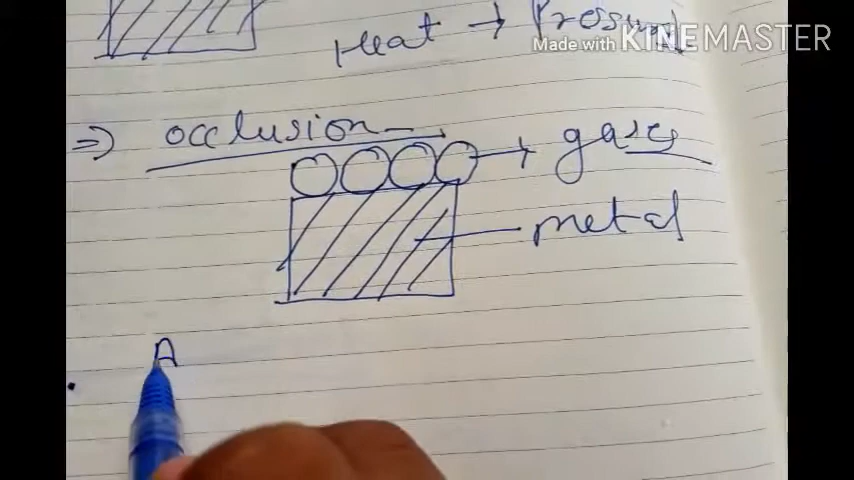 Heat → Pressure
Made with KINEMASTER
⇒ occlusion
→ gases
metal
A